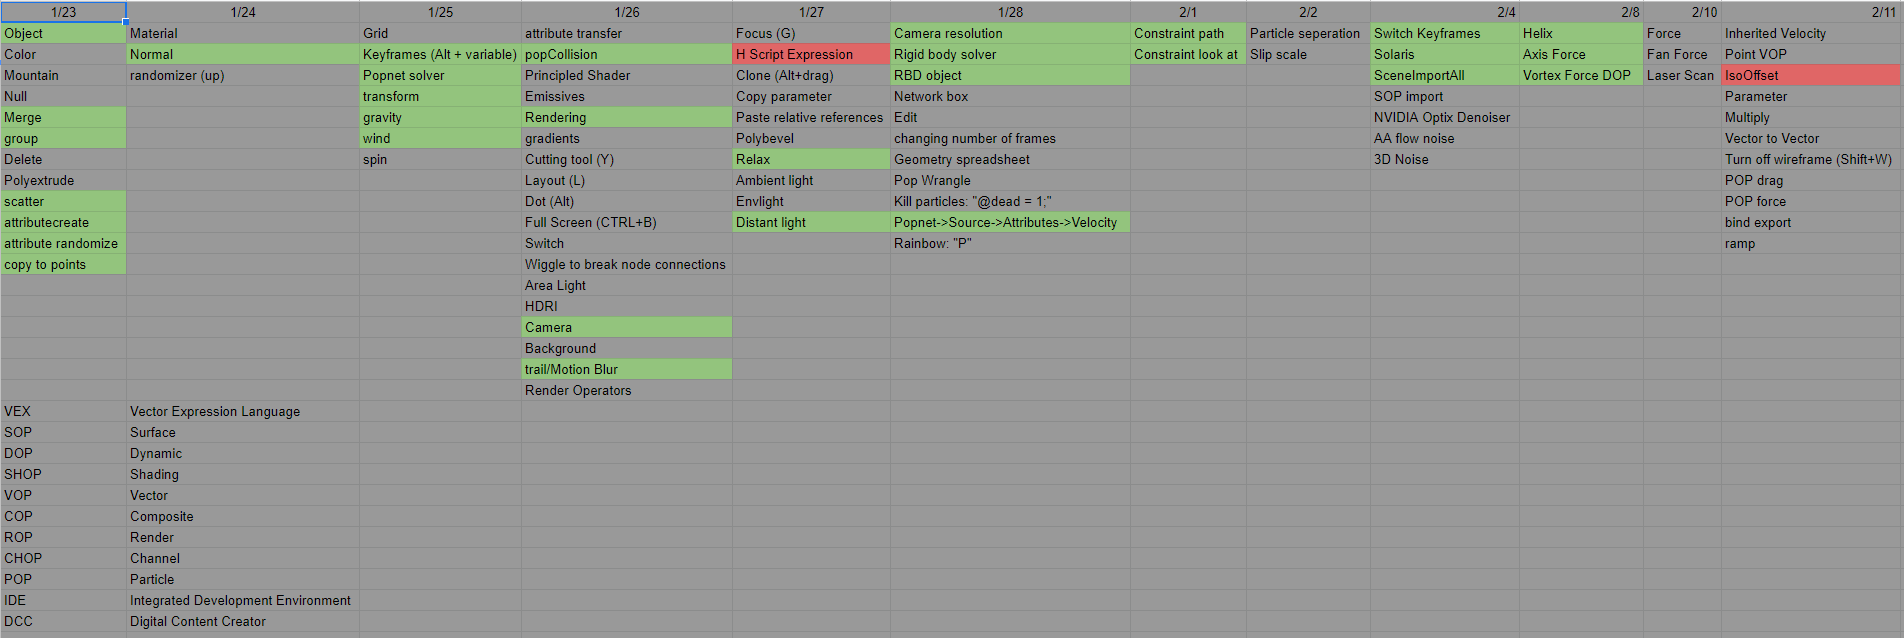 1/23 1/24 1/25 1/26 1/27 1/28 2/1 2/2 2/4 2/8 2/10 2/11
Object Material Grid attribute transfer Focus (G) Camera resolution Constraint path Particle seperation Switch Keyframes Helix Force Inherited Velocity
Color Normal Keyframes (Alt + variable) popCollision H Script Expression Rigid body solver Constraint look at Slip scale Solaris Axis Force Fan Force Point VOP
Mountain randomizer (up) Popnet solver Principled Shader Clone (Alt+drag) RBD object SceneImportAll Vortex Force DOP Laser Scan IsoOffset
Null transform Emissives Copy parameter Network box SOP import Parameter
Merge gravity Rendering Paste relative references Edit NVIDIA Optix Denoiser Multiply
group wind gradients Polybevel changing number of frames AA flow noise Vector to Vector
Delete spin Cutting tool (Y) Relax Geometry spreadsheet 3D Noise Turn off wireframe (Shift+W)
Polyextrude Layout (L) Ambient light Pop Wrangle POP drag
scatter Dot (Alt) Envlight Kill particles: "@dead = 1;" POP force
attributecreate Full Screen (CTRL+B) Distant light Popnet->Source->Attributes->Velocity bind export
attribute randomize Switch Rainbow: "P" ramp
copy to points Wiggle to break node connections
Area Light
HDRI
Camera
Background
trail/Motion Blur
Render Operators
VEX Vector Expression Language
SOP Surface
DOP Dynamic
SHOP Shading
VOP Vector
COP Composite
ROP Render
CHOP Channel
POP Particle
IDE Integrated Development Environment
DCC Digital Content Creator